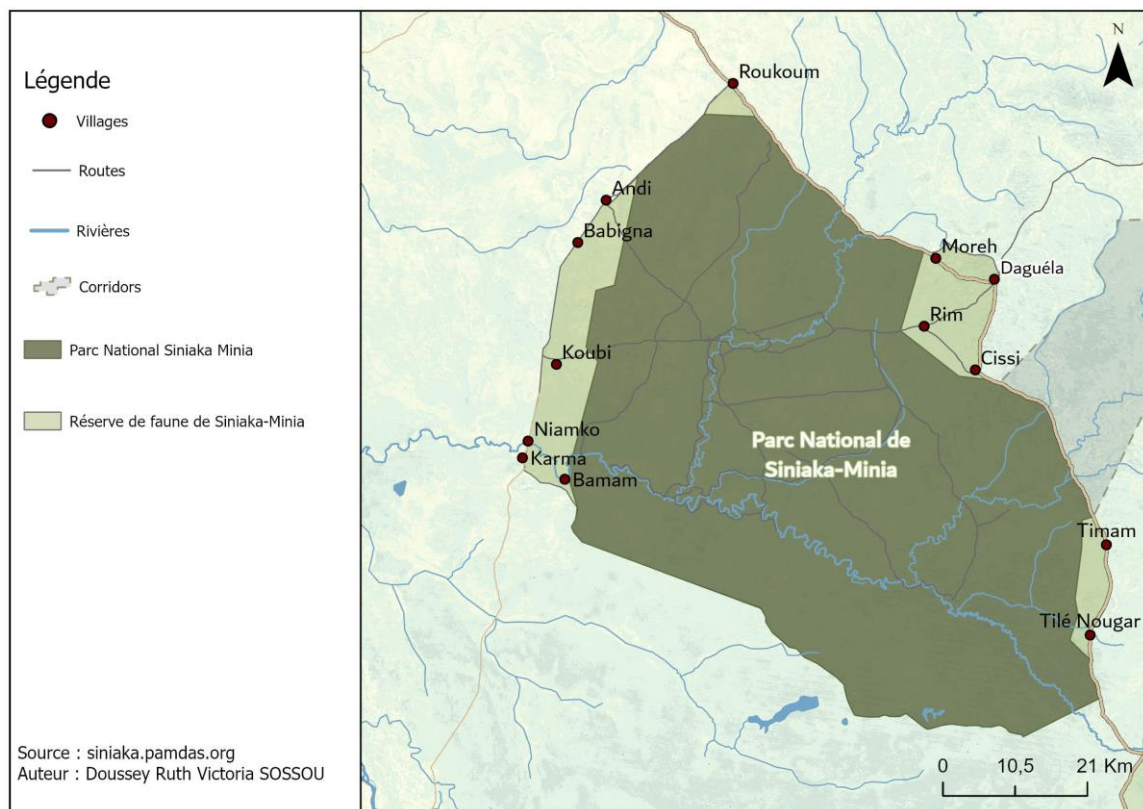 Légende
Villages
Routes
Rivières
Corridors
Parc National Siniaka Minia
Réserve de faune de Siniaka-Minia
Source : siniaka.pamdas.org
Auteur : Doussey Ruth Victoria SOSSOU
N
Roukoum
Andi
Babigna
Moreh
Daguéla
Rim
Koubi
Cissi
Niamko
Karma
Bamam
Parc National de
Siniaka-Minia
Timam
Tilé Nougar
0 10,5 21 Km